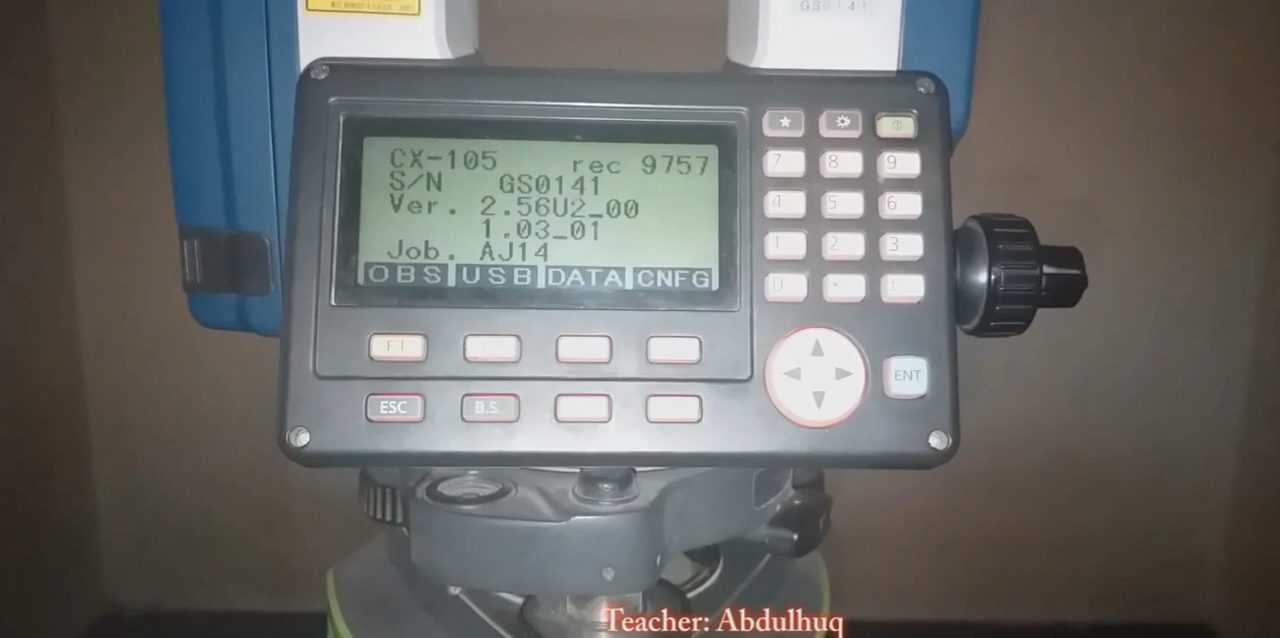 GS0141
CX-105 rec 9757
S/N GS0141
Ver. 2.56U2_00
1.03_01
Job. AJ14
OBS USB DATA CNFG
7 8 9
4 5 6
1 2 3
0 . ±
F1
ESC B.S. ENT
Teacher: Abdulhuq